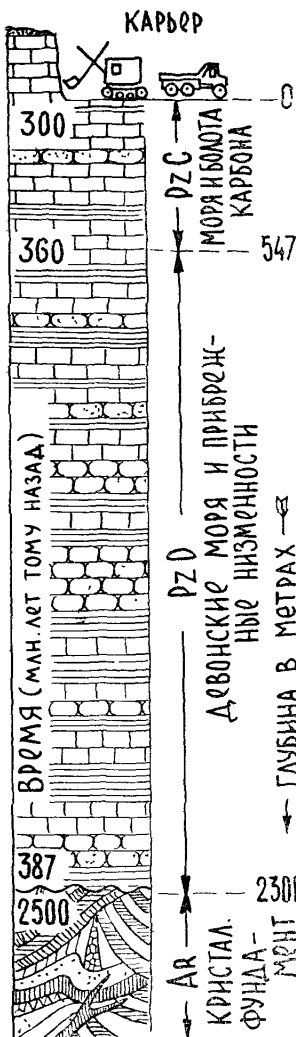 КАРЬЕР
0
300
PZ C
МОРЯ И БОЛОТА
КАРБОНА
360
547
ВРЕМЯ (МЛН. ЛЕТ ТОМУ НАЗАД)
PZ D
ДЕВОНСКИЕ МОРЯ И ПРИБРЕЖ-
НЫЕ НИЗМЕННОСТИ
ГЛУБИНА В МЕТРАХ
387
2500
AR
КРИСТАЛ.
ФУНДА-
МЕНТ